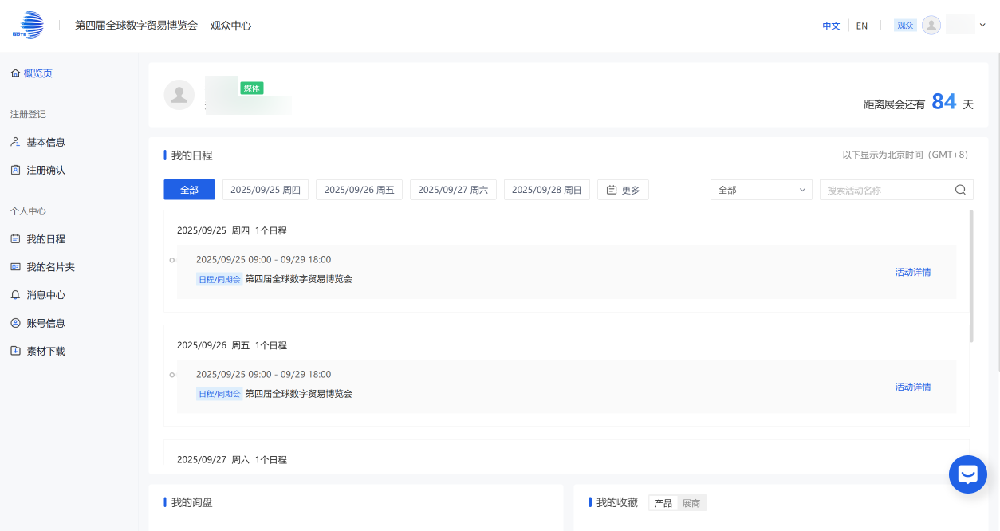 GDTE
第四届全球数字贸易博览会 观众中心
中文 EN 观众
概览页
注册登记
基本信息
注册确认
个人中心
我的日程
我的名片夹
消息中心
账号信息
素材下载
媒体
距离展会还有 84 天
我的日程
以下显示为北京时间（GMT+8）
全部 2025/09/25 周四 2025/09/26 周五 2025/09/27 周六 2025/09/28 周日 更多 全部 搜索活动名称
2025/09/25 周四 1个日程
2025/09/25 09:00 - 09/29 18:00
日程/同期会 第四届全球数字贸易博览会
活动详情
2025/09/26 周五 1个日程
2025/09/25 09:00 - 09/29 18:00
日程/同期会 第四届全球数字贸易博览会
活动详情
2025/09/27 周六 1个日程
我的询盘
我的收藏 产品 展商